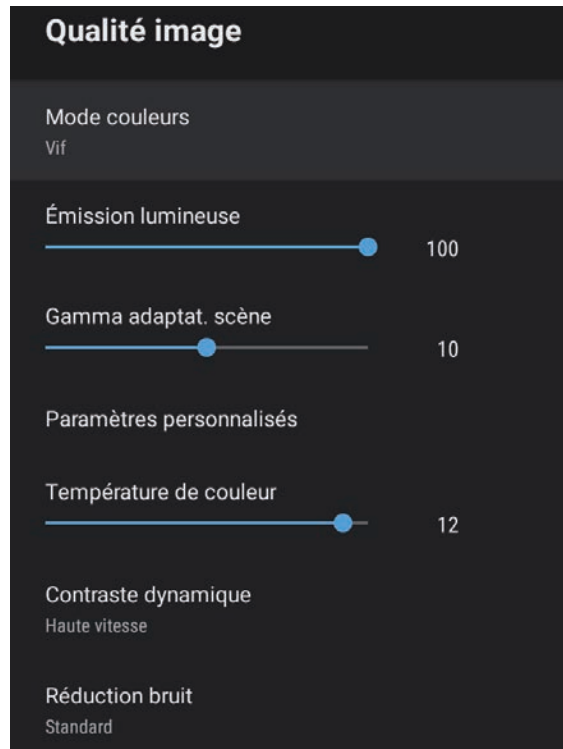 Qualité image
Mode couleurs
Vif
Émission lumineuse
100
Gamma adaptat. scène
10
Paramètres personnalisés
Température de couleur
12
Contraste dynamique
Haute vitesse
Réduction bruit
Standard